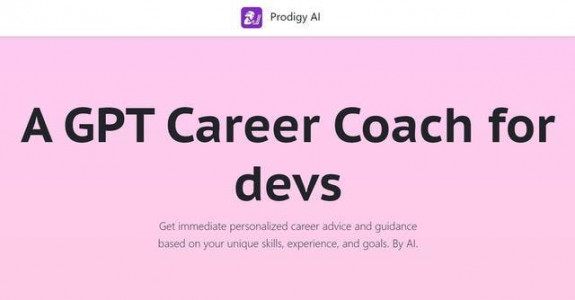 Prodigy AI
A GPT Career Coach for
devs
Get immediate personalized career advice and guidance
based on your unique skills, experience, and goals. By AI.